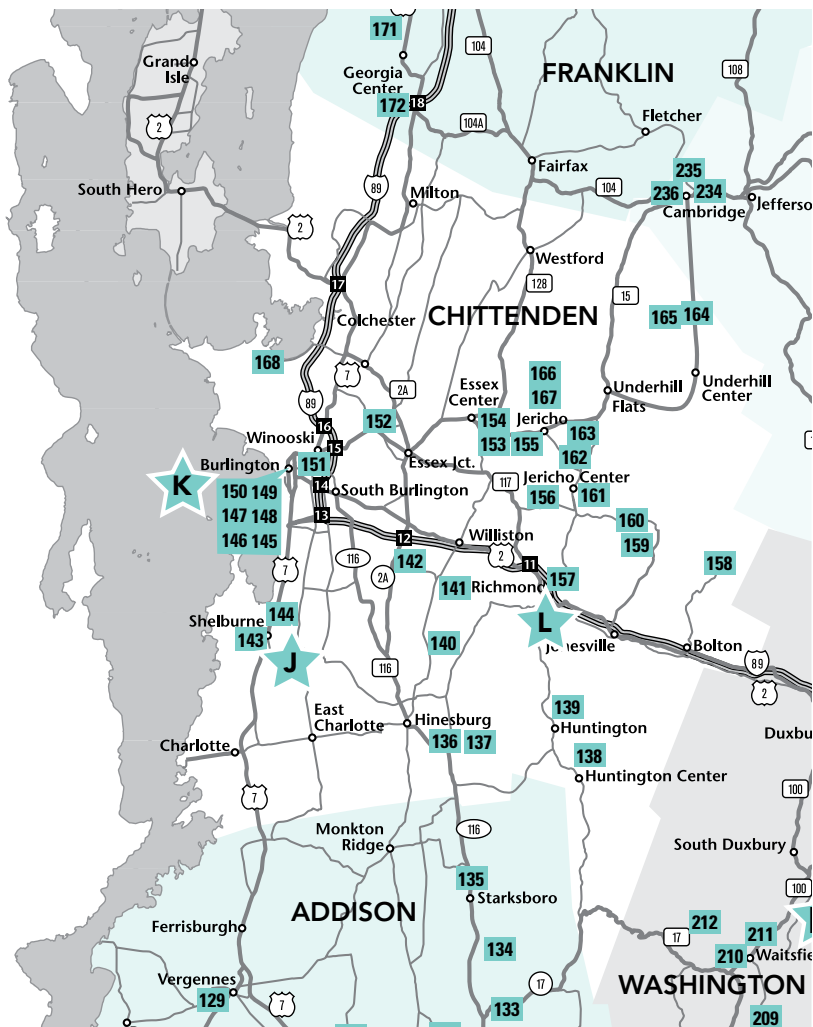 171
104
Grand
Isle
Georgia
Center
FRANKLIN
108
172
18
Fletcher
2
104A
Fairfax
235
89
104
South Hero
236
234
Milton
Cambridge
Jefferso
2
Westford
17
128
15
165
164
Colchester
CHITTENDEN
168
7
166
2A
Essex
Center
167
Underhill
Flats
Underhill
Center
89
152
154
Jericho
16
163
Winooski
15
153
155
151
Essex Jct.
162
Burlington
K
Jericho Center
14
117
150
149
South Burlington
156
161
147
148
13
160
146
145
12
Williston
159
116
142
2
11
158
7
2A
141
Richmond
157
144
Shelburne
L
143
J
140
Jonesville
Bolton
116
89
2
139
East
Charlotte
Hinesburg
Huntington
Duxbu
136
137
Charlotte
138
Huntington Center
100
7
116
Monkton
Ridge
South Duxbury
135
100
Starksboro
ADDISON
212
Ferrisburgh
17
211
134
210
Waitsfie
Vergennes
WASHINGTON
129
17
7
133
209